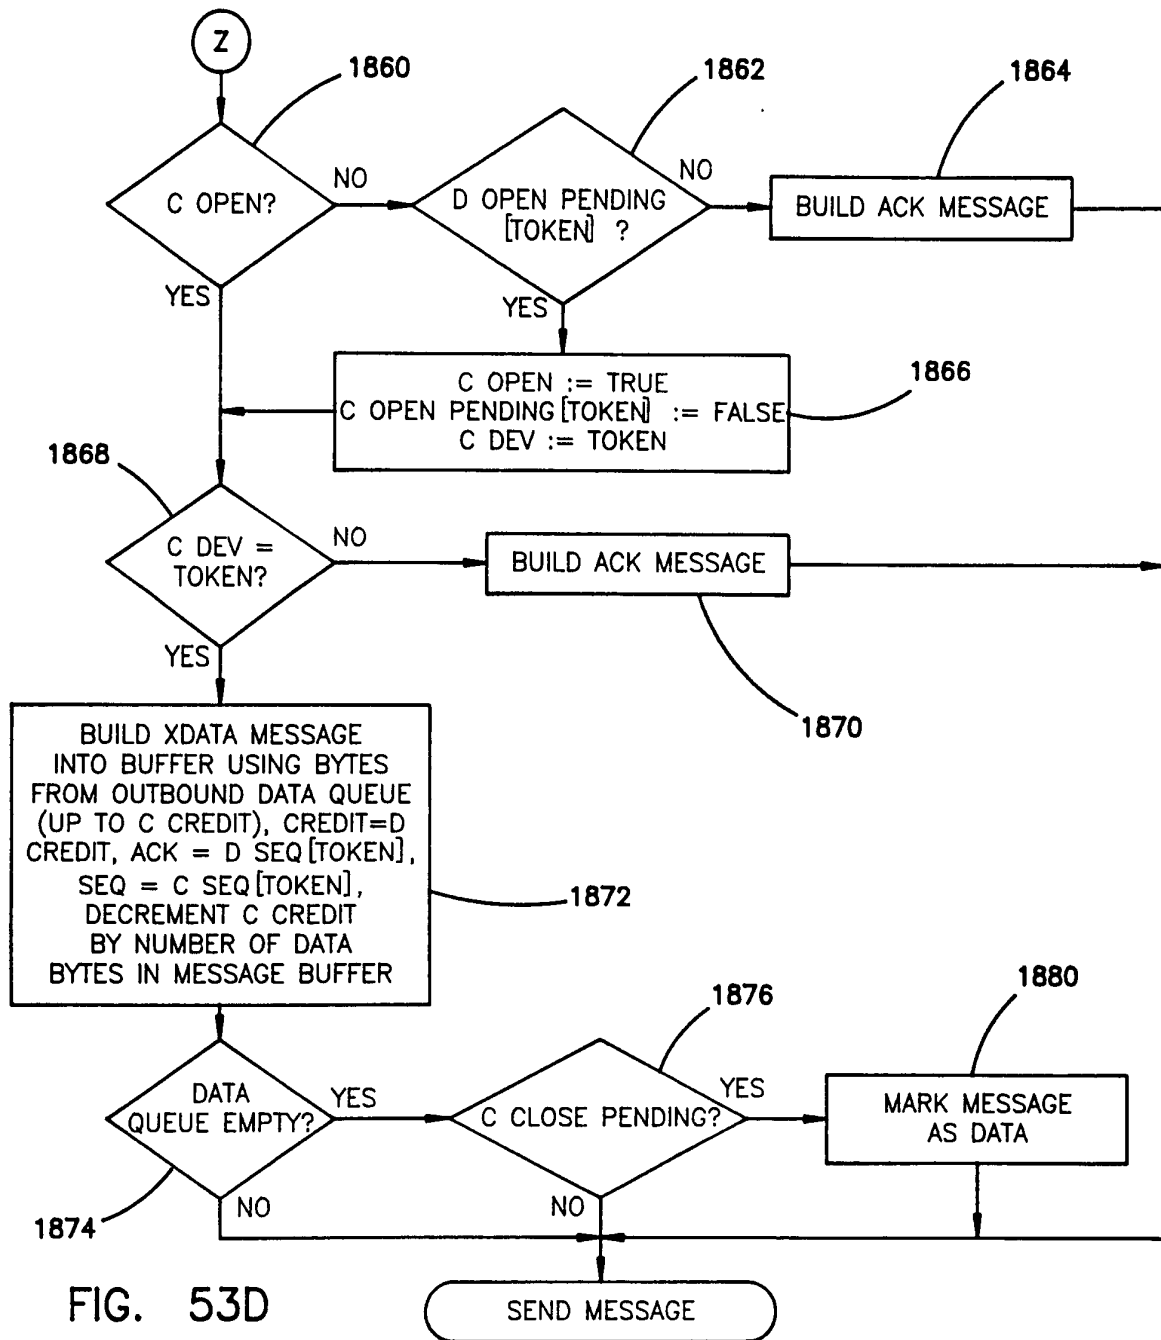 Z
1860
1862
1864
C OPEN?
NO
D OPEN PENDING
[TOKEN] ?
NO
BUILD ACK MESSAGE
YES
YES
C OPEN := TRUE
C OPEN PENDING[TOKEN] := FALSE
C DEV := TOKEN
1866
1868
C DEV =
TOKEN?
NO
BUILD ACK MESSAGE
YES
1870
BUILD XDATA MESSAGE
INTO BUFFER USING BYTES
FROM OUTBOUND DATA QUEUE
(UP TO C CREDIT), CREDIT=D
CREDIT, ACK = D SEQ[TOKEN],
SEQ = C SEQ[TOKEN],
DECREMENT C CREDIT
BY NUMBER OF DATA
BYTES IN MESSAGE BUFFER
1872
1876
1880
DATA
QUEUE EMPTY?
YES
C CLOSE PENDING?
YES
MARK MESSAGE
AS DATA
1874
NO
NO
FIG. 53D
SEND MESSAGE